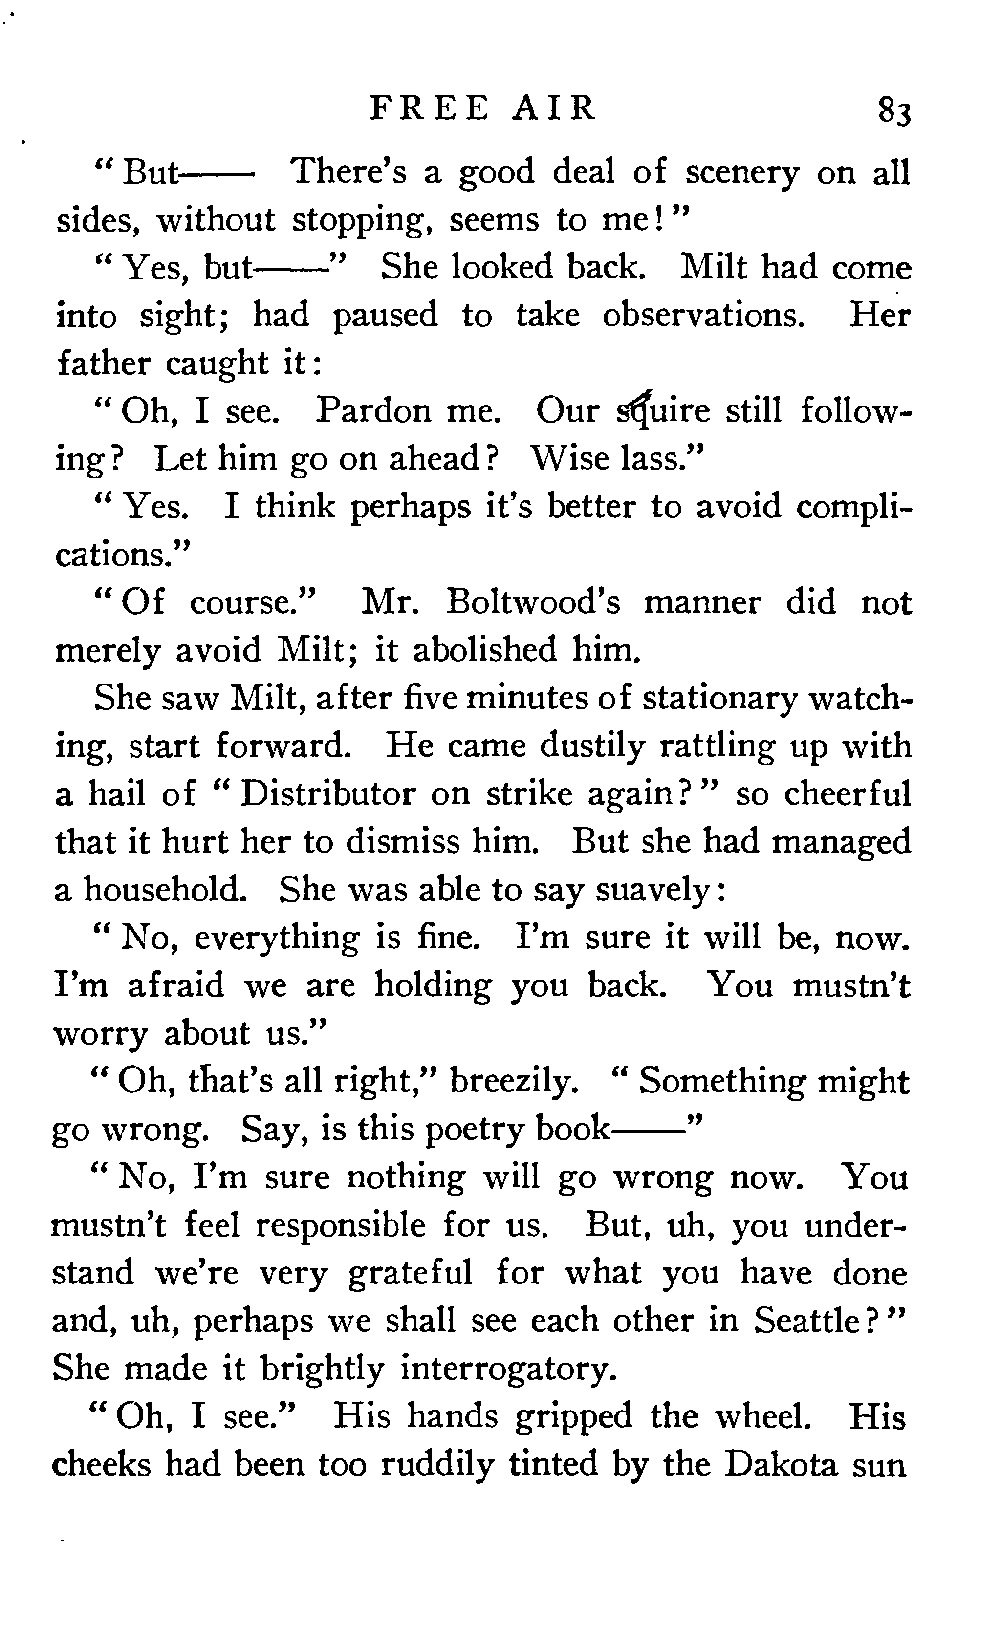 FREE AIR 83
" But—— There's a good deal of scenery on all
sides, without stopping, seems to me! "
" Yes, but——" She looked back. Milt had come
into sight; had paused to take observations. Her
father caught it:
" Oh, I see. Pardon me. Our squire still follow-
ing? Let him go on ahead? Wise lass."
" Yes. I think perhaps it's better to avoid compli-
cations."
" Of course." Mr. Boltwood's manner did not
merely avoid Milt; it abolished him.
She saw Milt, after five minutes of stationary watch-
ing, start forward. He came dustily rattling up with
a hail of " Distributor on strike again? " so cheerful
that it hurt her to dismiss him. But she had managed
a household. She was able to say suavely:
" No, everything is fine. I'm sure it will be, now.
I'm afraid we are holding you back. You mustn't
worry about us."
" Oh, that's all right," breezily. " Something might
go wrong. Say, is this poetry book——"
" No, I'm sure nothing will go wrong now. You
mustn't feel responsible for us. But, uh, you under-
stand we're very grateful for what you have done
and, uh, perhaps we shall see each other in Seattle? "
She made it brightly interrogatory.
" Oh, I see." His hands gripped the wheel. His
cheeks had been too ruddily tinted by the Dakota sun